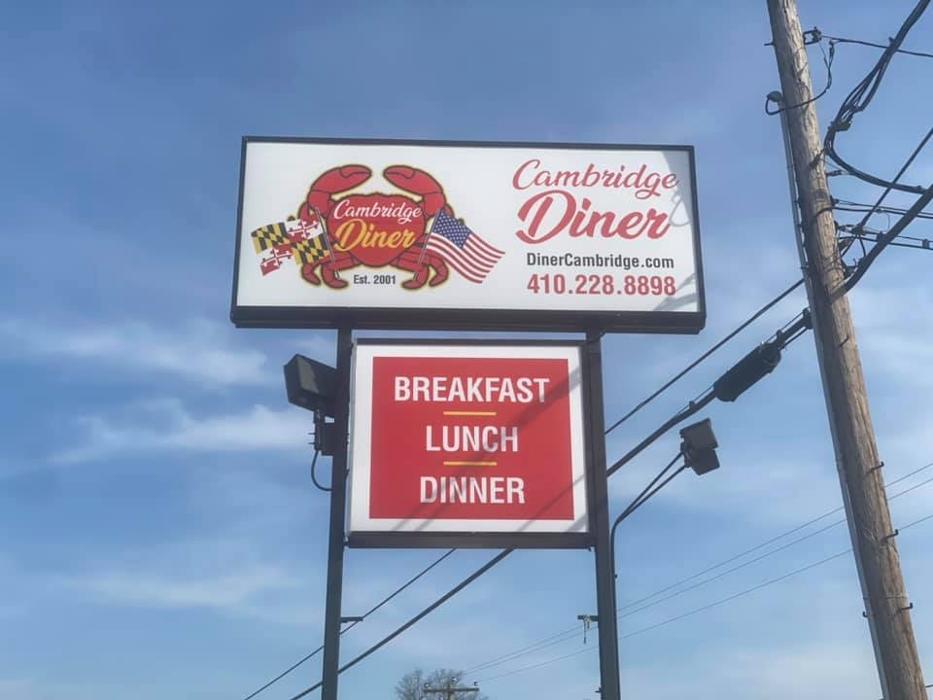 Cambridge
Diner
Est. 2001
Cambridge
Diner
DinerCambridge.com
410.228.8898
BREAKFAST
LUNCH
DINNER